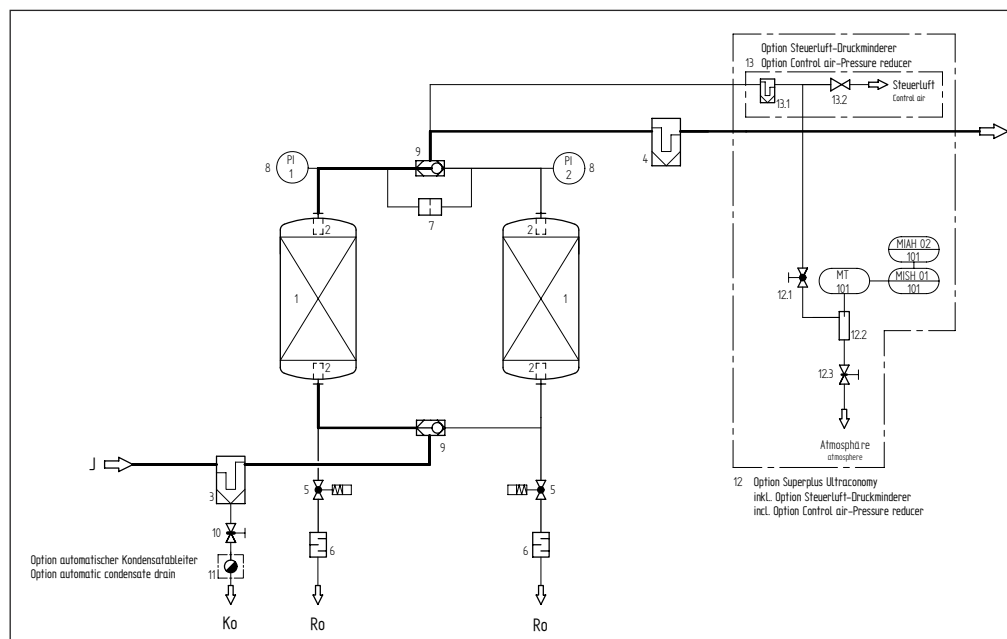 Option Steuerluft-Druckminderer
13 Option Control air-Pressure reducer
Steuerluft
Control air
13.1
13.2
9
4
8
PI
1
PI
2
8
7
2
2
1
1
2
2
9
MIAH 02
101
MT
101
MISH 01
101
12.1
12.2
12.3
Atmosphäre
atmosphere
J
3
5
5
12 Option Superplus Ultraconomy
inkl. Option Steuerluft-Druckminderer
incl. Option Control air-Pressure reducer
10
6
6
Option automatischer Kondensatableiter
Option automatic condensate drain
11
Ko
Ro
Ro